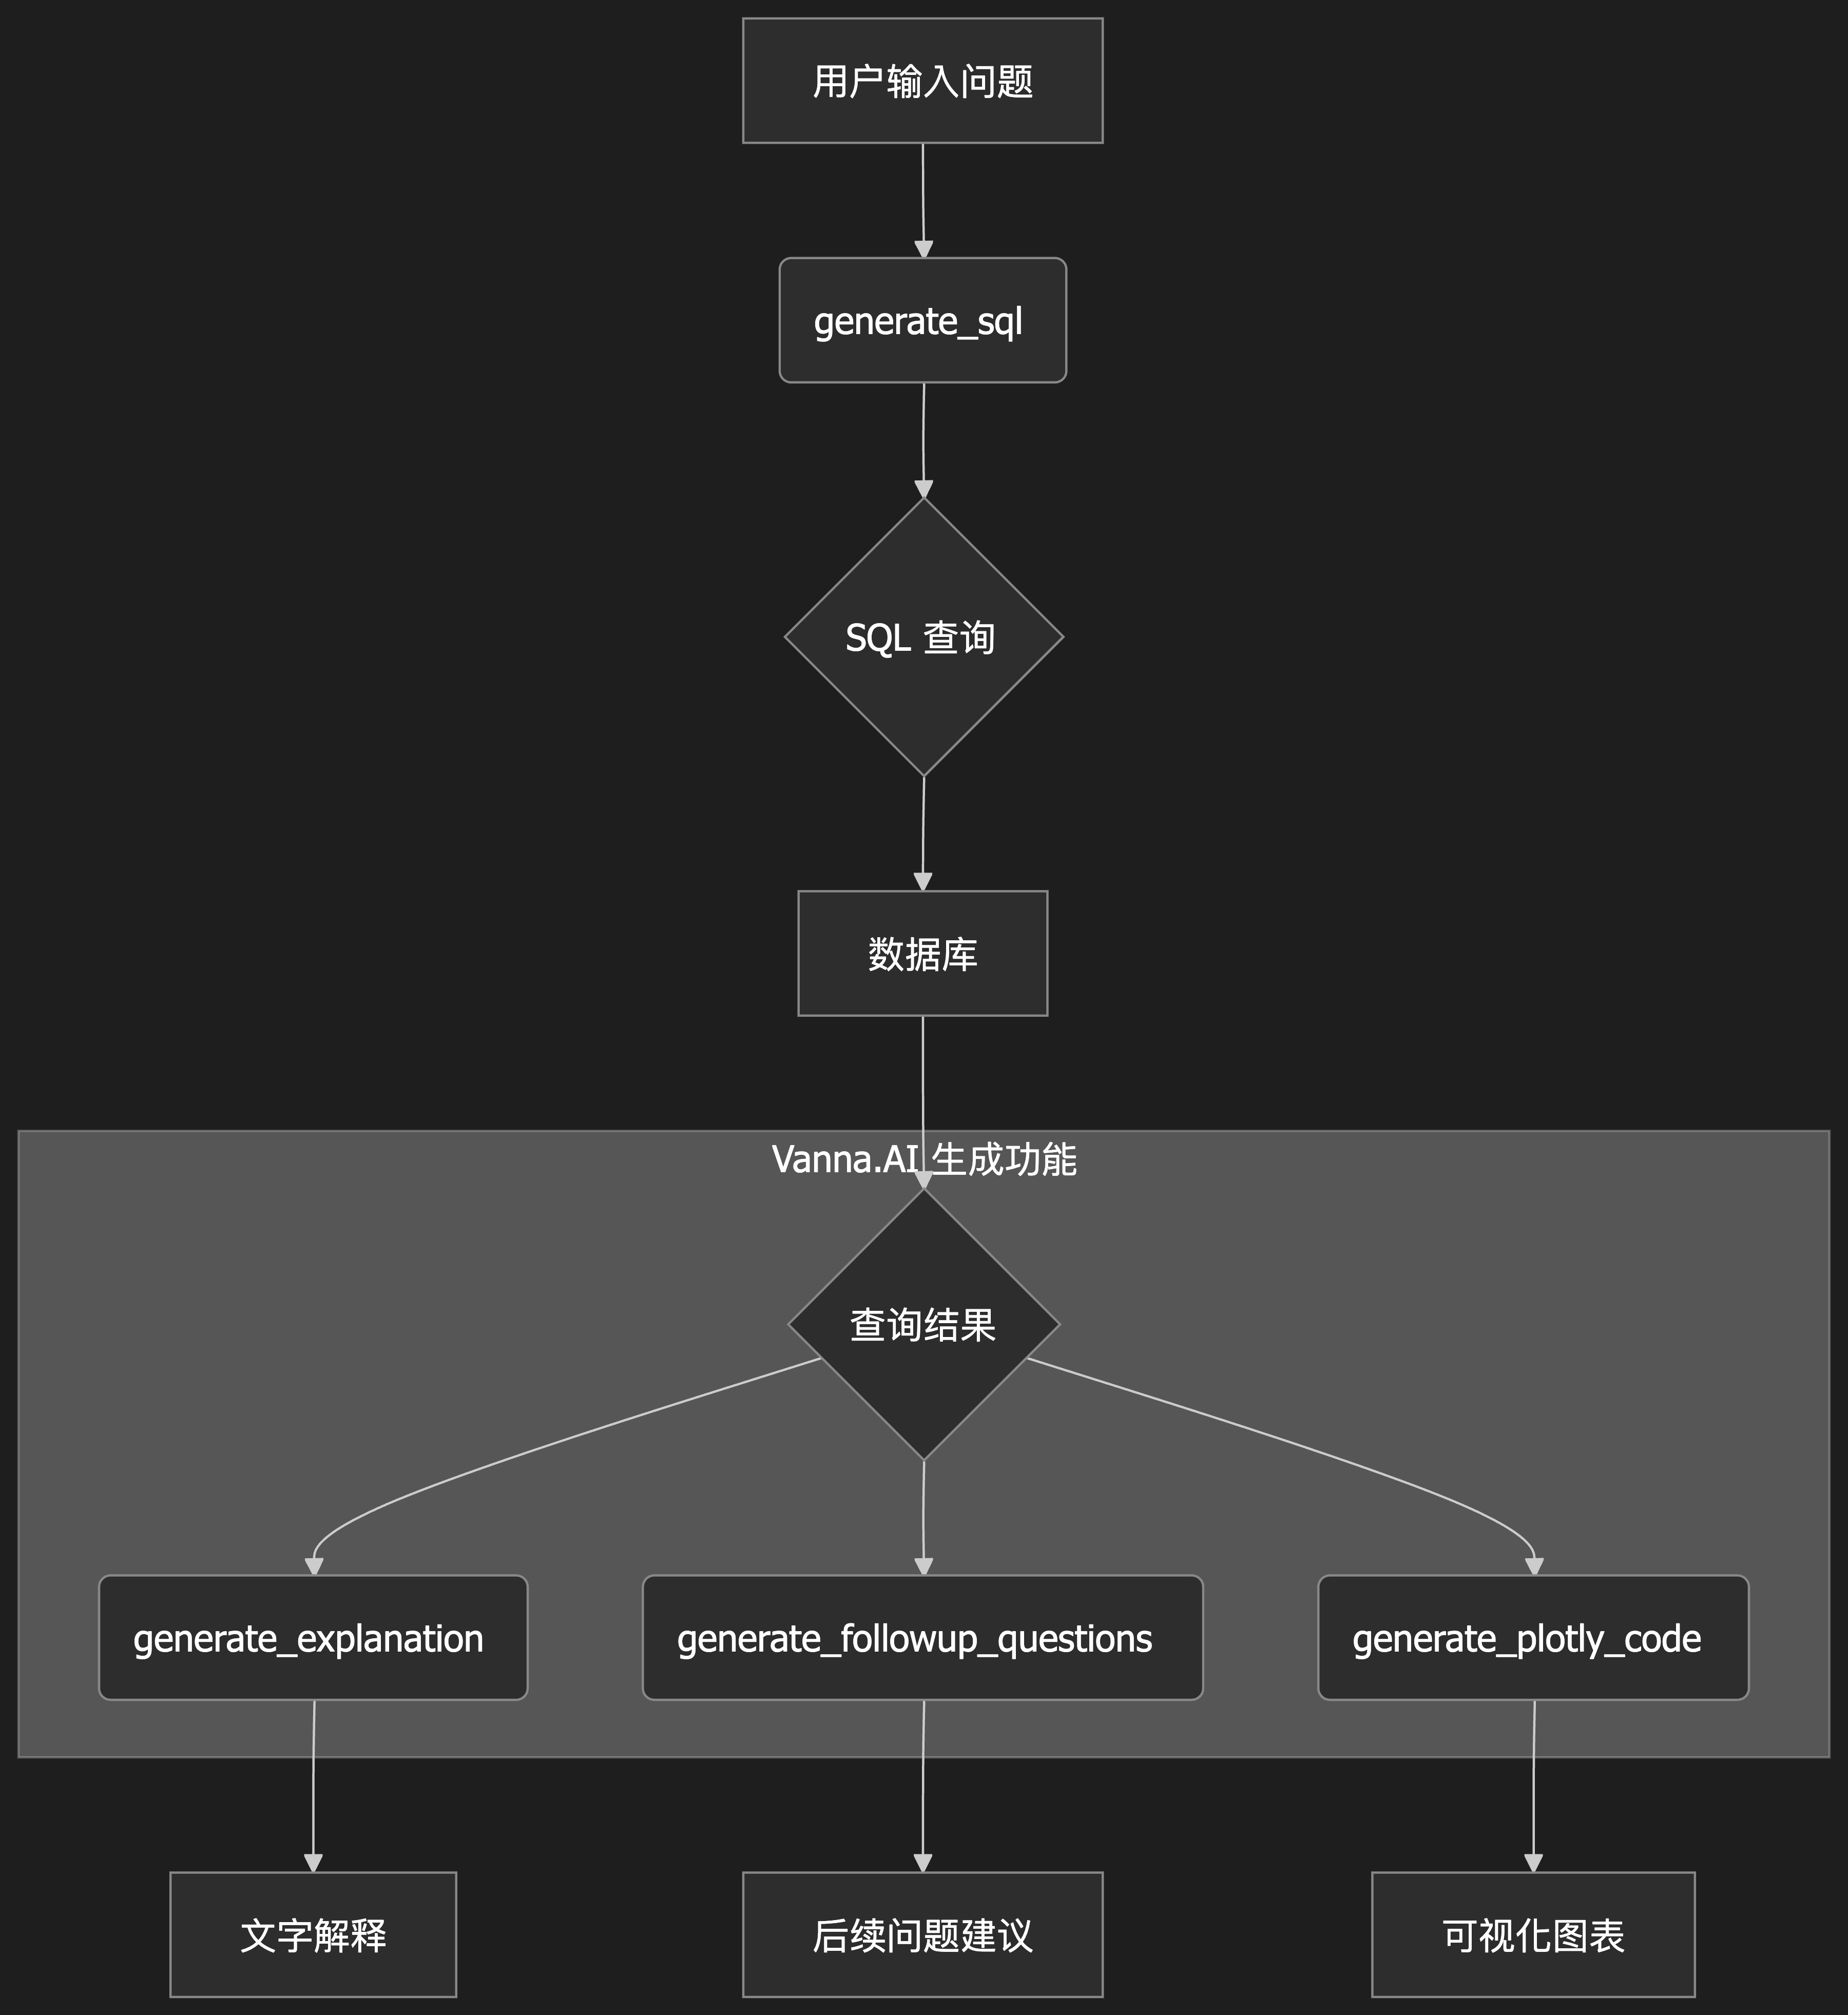 用户输入问题
generate_sql
SQL 查询
数据库
Vanna.AI 生成功能
查询结果
generate_explanation
generate_followup_questions
generate_plotly_code
文字解释
后续问题建议
可视化图表